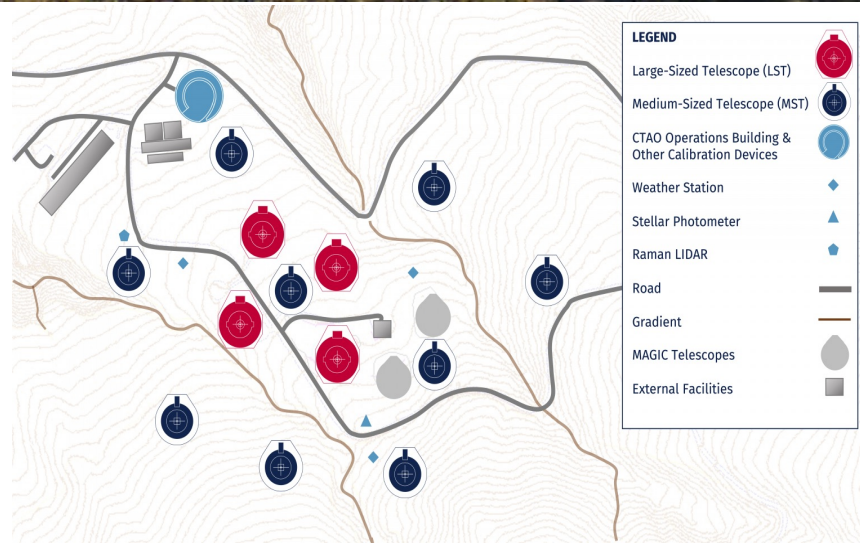 LEGEND
Large-Sized Telescope (LST)
Medium-Sized Telescope (MST)
CTAO Operations Building &
Other Calibration Devices
Weather Station
Stellar Photometer
Raman LIDAR
Road
Gradient
MAGIC Telescopes
External Facilities